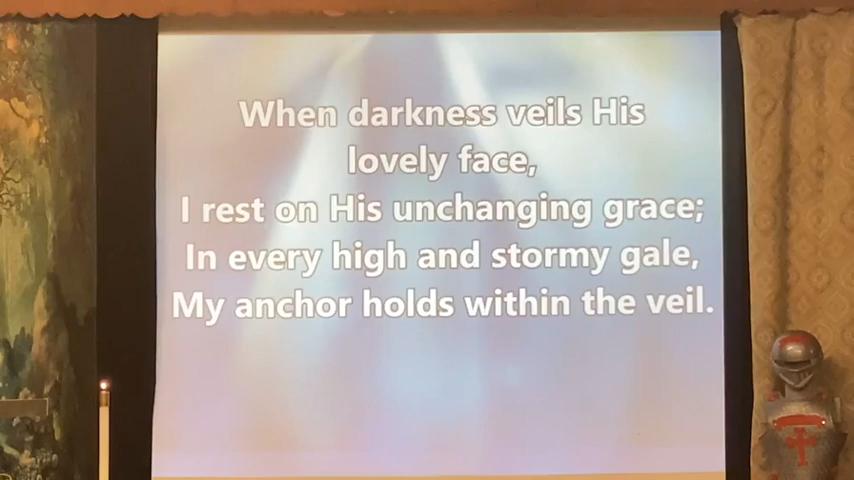 When darkness veils His
lovely face,
I rest on His unchanging grace;
In every high and stormy gale,
My anchor holds within the veil.